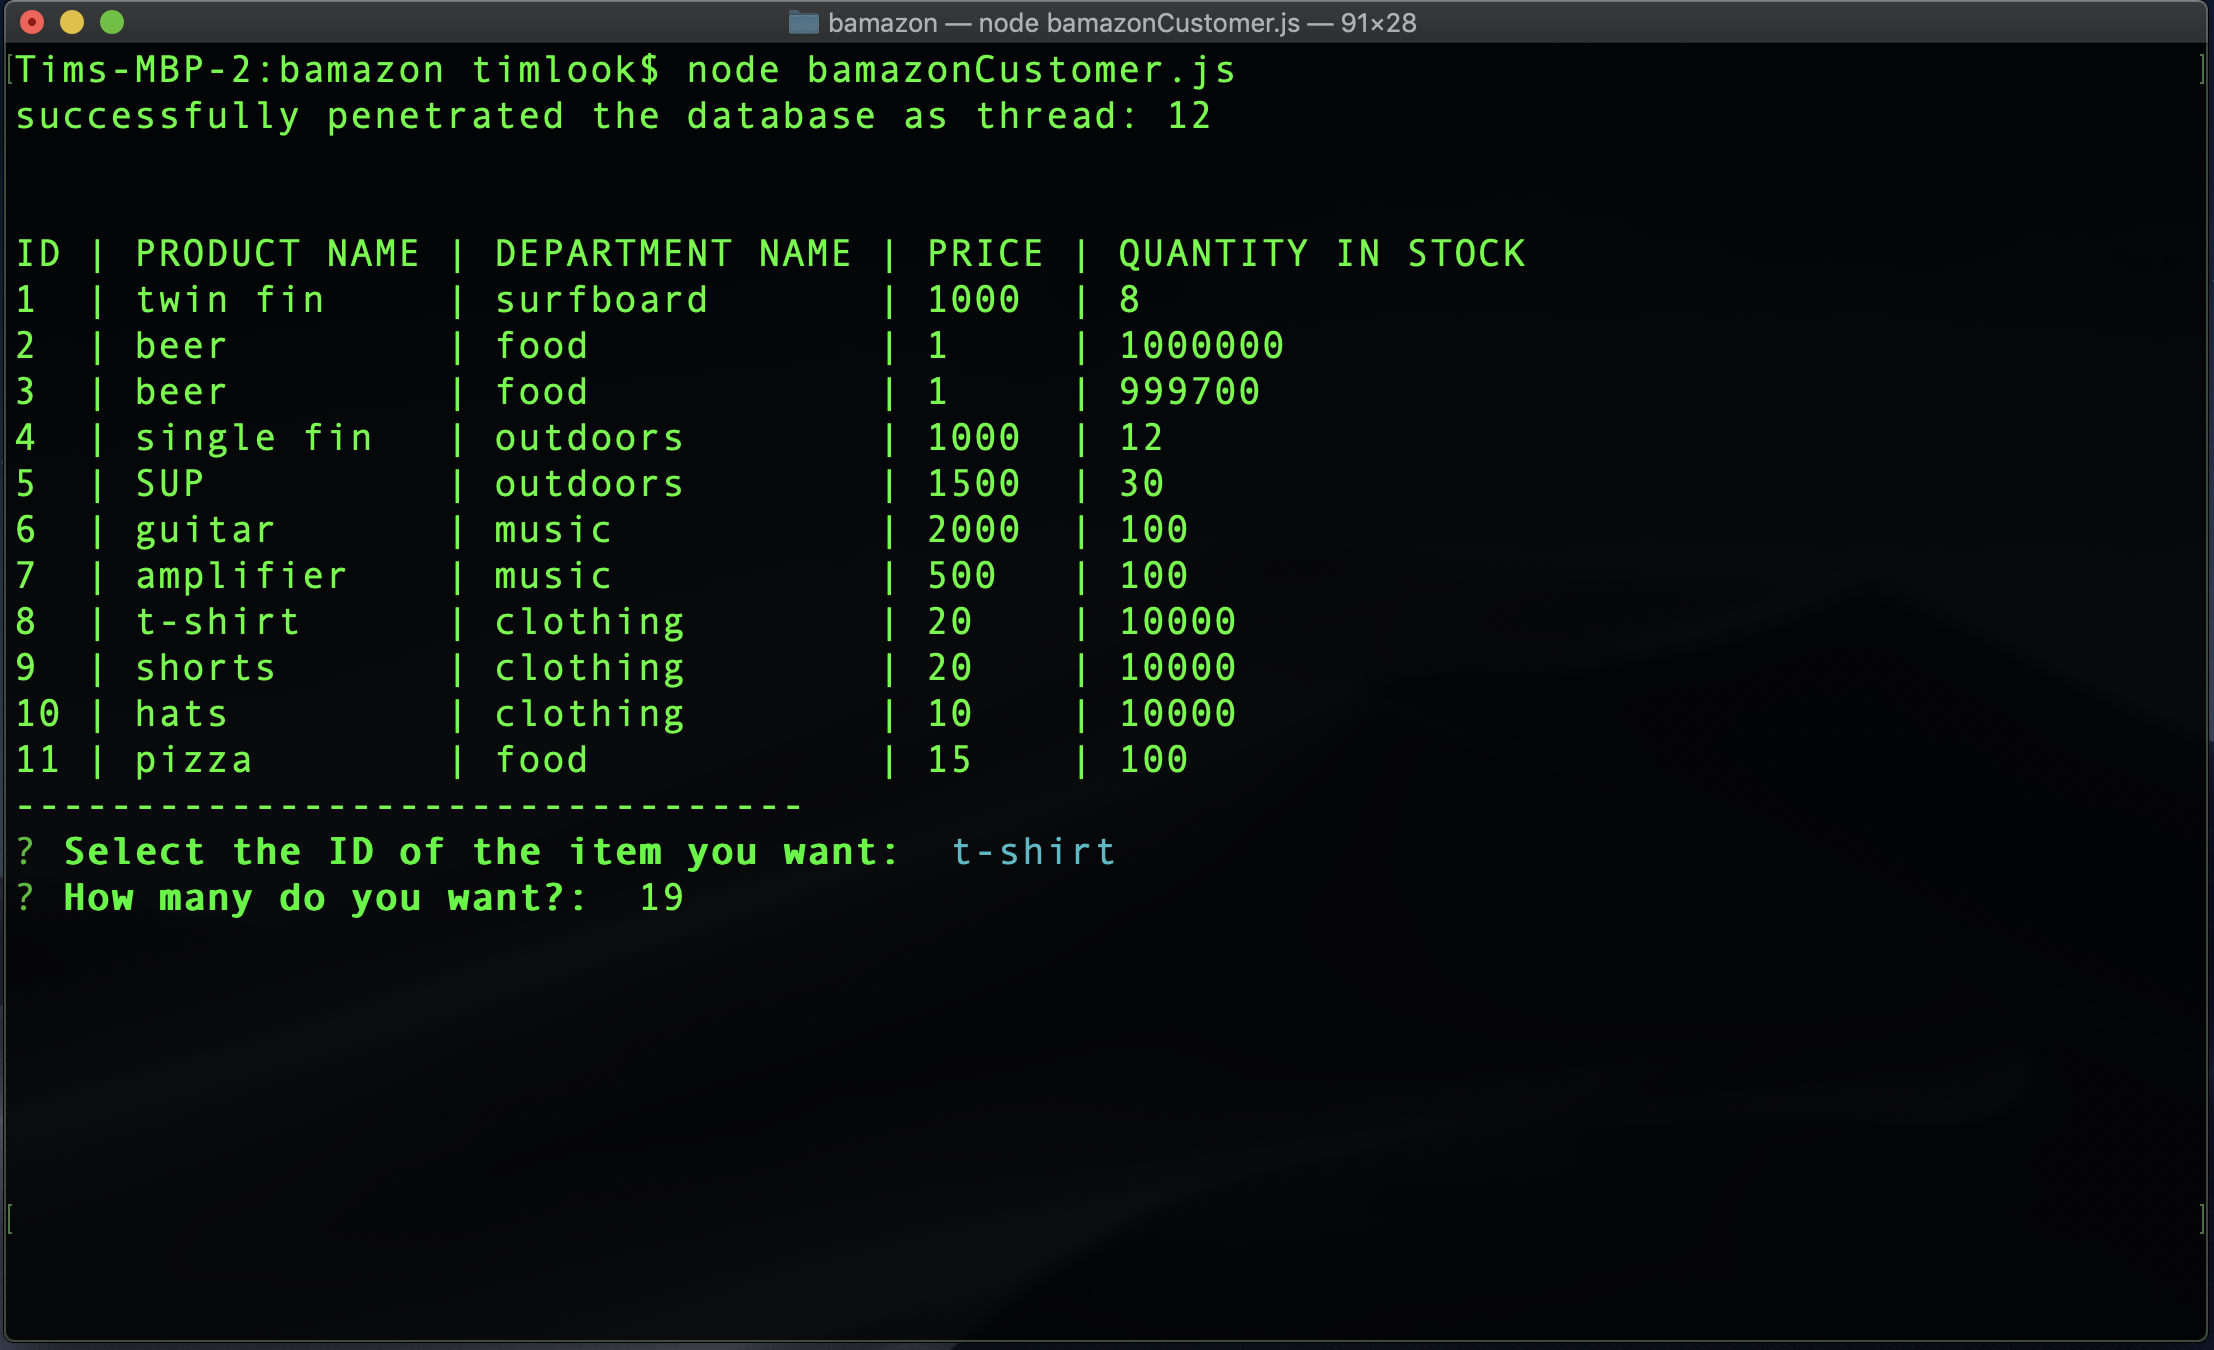 bamazon — node bamazonCustomer.js — 91×28
[Tims-MBP-2:bamazon timlook$ node bamazonCustomer.js ]
successfully penetrated the database as thread: 12
ID | PRODUCT NAME | DEPARTMENT NAME | PRICE | QUANTITY IN STOCK
1  | twin fin     | surfboard       | 1000  | 8
2  | beer         | food            | 1     | 1000000
3  | beer         | food            | 1     | 999700
4  | single fin   | outdoors        | 1000  | 12
5  | SUP          | outdoors        | 1500  | 30
6  | guitar       | music           | 2000  | 100
7  | amplifier    | music           | 500   | 100
8  | t-shirt      | clothing        | 20    | 10000
9  | shorts       | clothing        | 20    | 10000
10 | hats         | clothing        | 10    | 10000
11 | pizza        | food            | 15    | 100
---------------------------------
? Select the ID of the item you want:  t-shirt
? How many do you want?:  19
[ ]